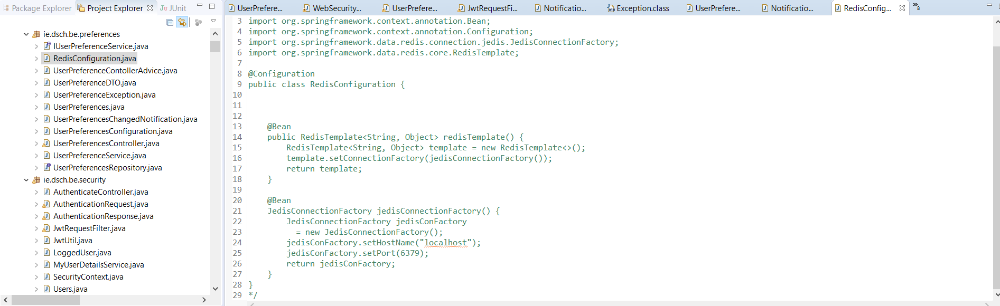 Package Explorer Project Explorer JUnit
ie.dsch.be.preferences
IUserPreferenceService.java
RedisConfiguration.java
UserPreferenceContollerAdvice.java
UserPreferenceDTO.java
UserPreferenceException.java
UserPreferences.java
UserPreferencesChangedNotification.java
UserPreferencesConfiguration.java
UserPreferencesController.java
UserPreferenceService.java
UserPreferencesRepository.java
ie.dsch.be.security
AuthenticateController.java
AuthenticationRequest.java
AuthenticationResponse.java
JwtRequestFilter.java
JwtUtil.java
LoggedUser.java
MyUserDetailsService.java
SecurityContext.java
Users.java
UserPrefere... WebSecurity... UserPrefere... JwtRequestFi... Notificatio... Exception.class UserPrefere... Notificatio... RedisConfig... »8
3 import org.springframework.context.annotation.Bean;
4 import org.springframework.context.annotation.Configuration;
5 import org.springframework.data.redis.connection.jedis.JedisConnectionFactory;
6 import org.springframework.data.redis.core.RedisTemplate;
7
8 @Configuration
9 public class RedisConfiguration {
10
11
12
13 @Bean
14 public RedisTemplate<String, Object> redisTemplate() {
15 RedisTemplate<String, Object> template = new RedisTemplate<>();
16 template.setConnectionFactory(jedisConnectionFactory());
17 return template;
18 }
19
20 @Bean
21 JedisConnectionFactory jedisConnectionFactory() {
22 JedisConnectionFactory jedisConFactory
23 = new JedisConnectionFactory();
24 jedisConFactory.setHostName("localhost");
25 jedisConFactory.setPort(6379);
26 return jedisConFactory;
27 }
28 }
29 */